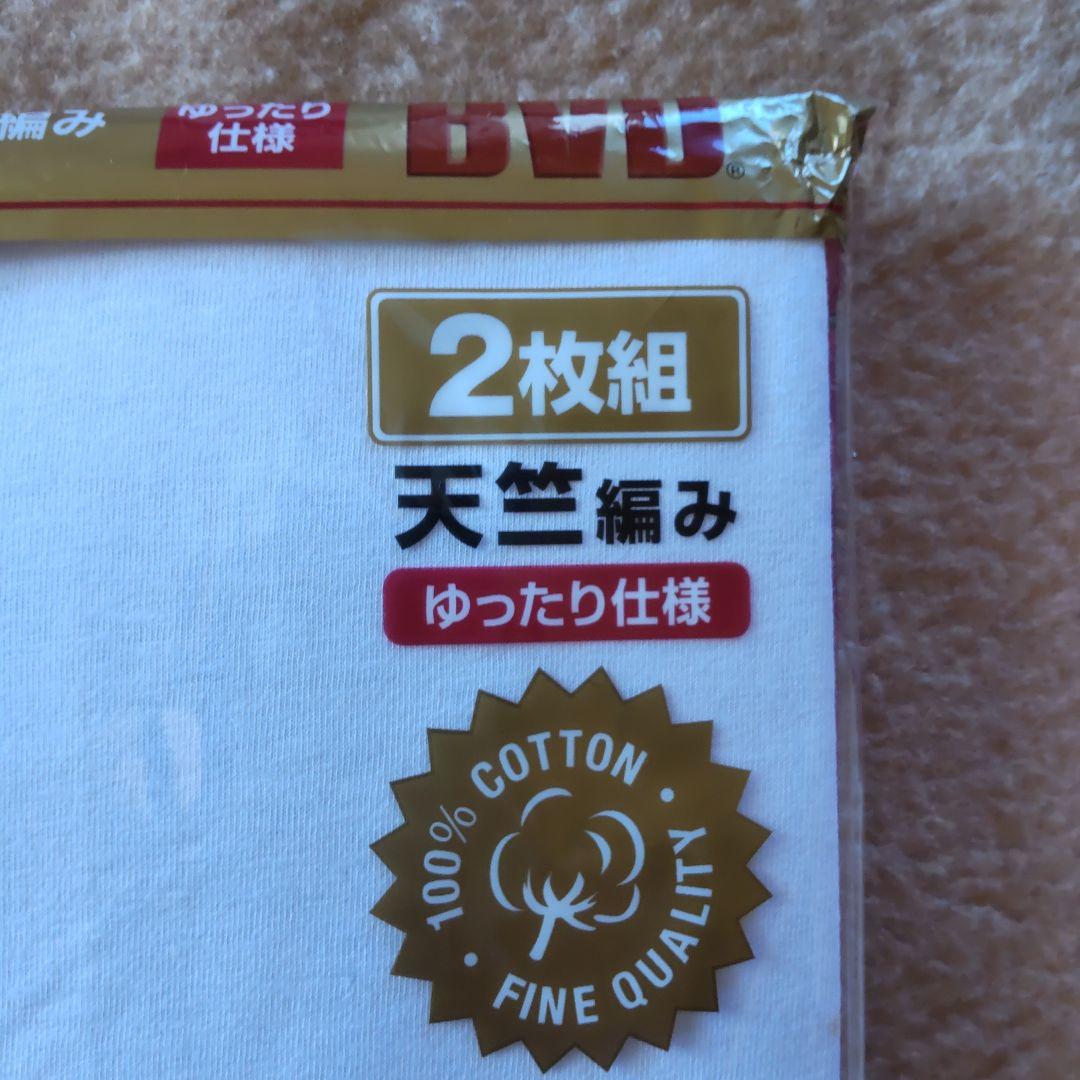 編み
ゆったり
仕様
BVD®
2枚組
天竺編み
ゆったり仕様
100% COTTON
FINE QUALITY